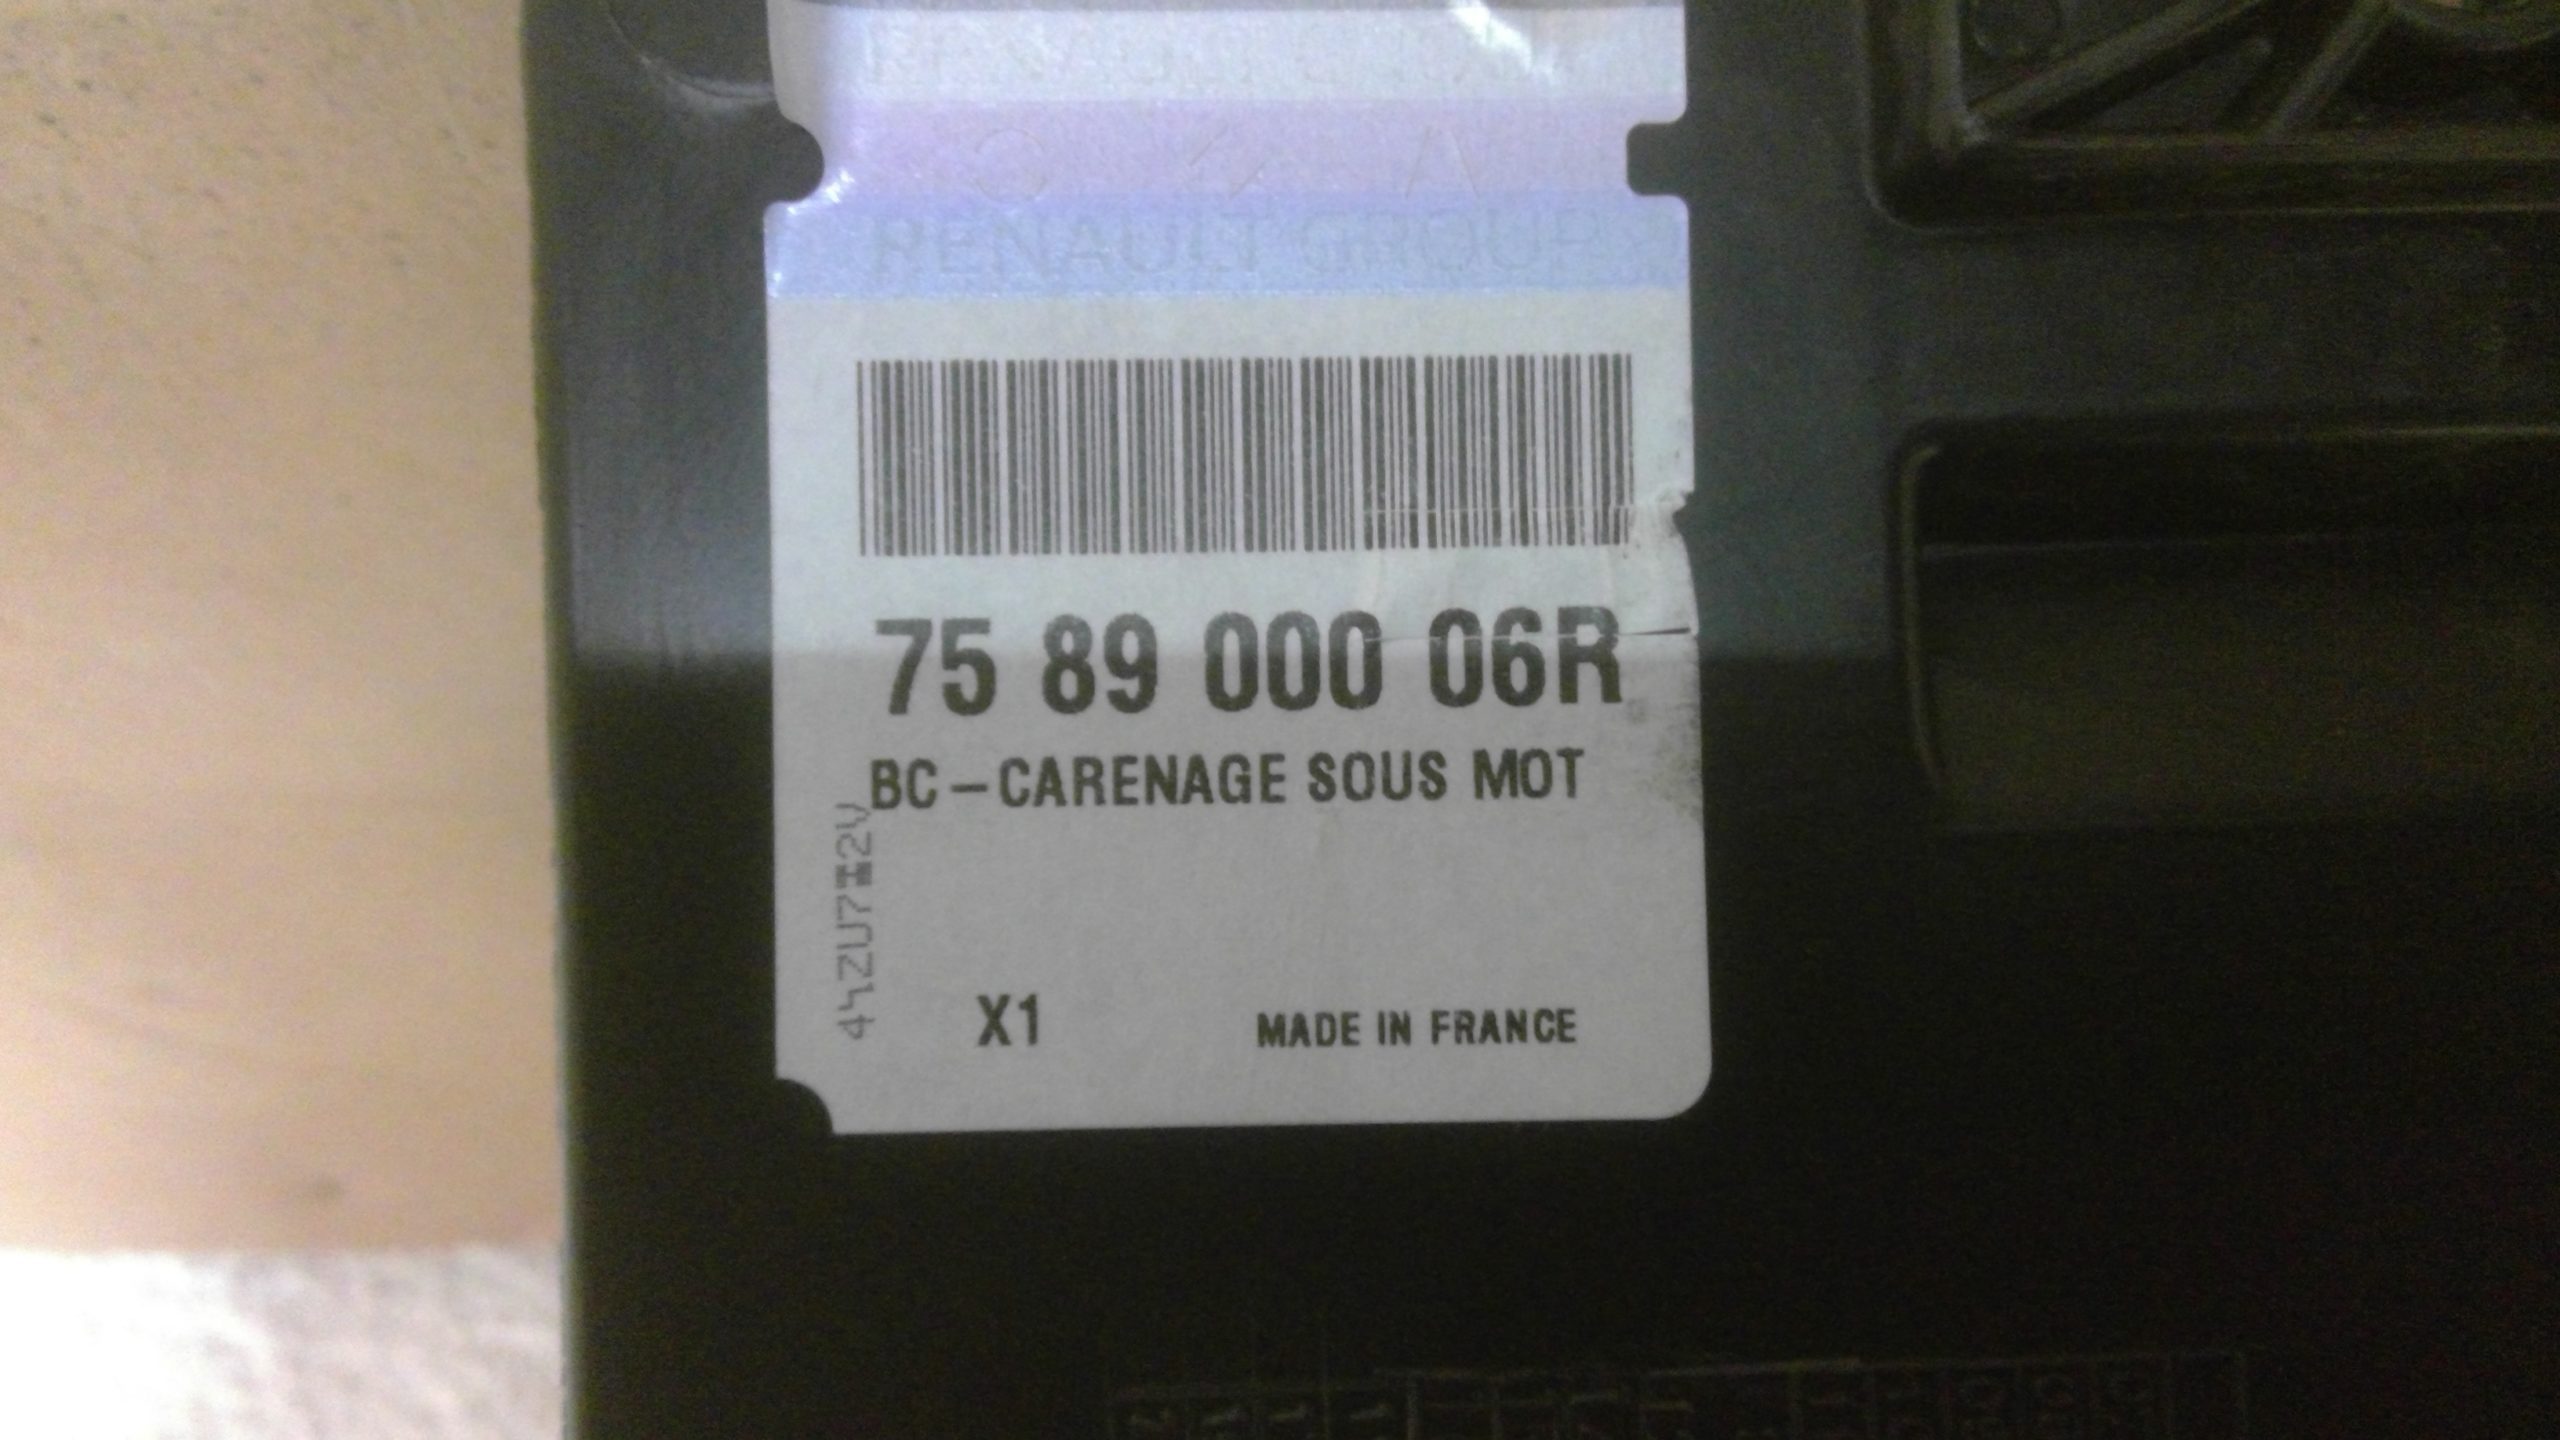 RENAULT GROUP
75 89 000 06R
BC-CARENAGE SOUS MOT
X1
MADE IN FRANCE